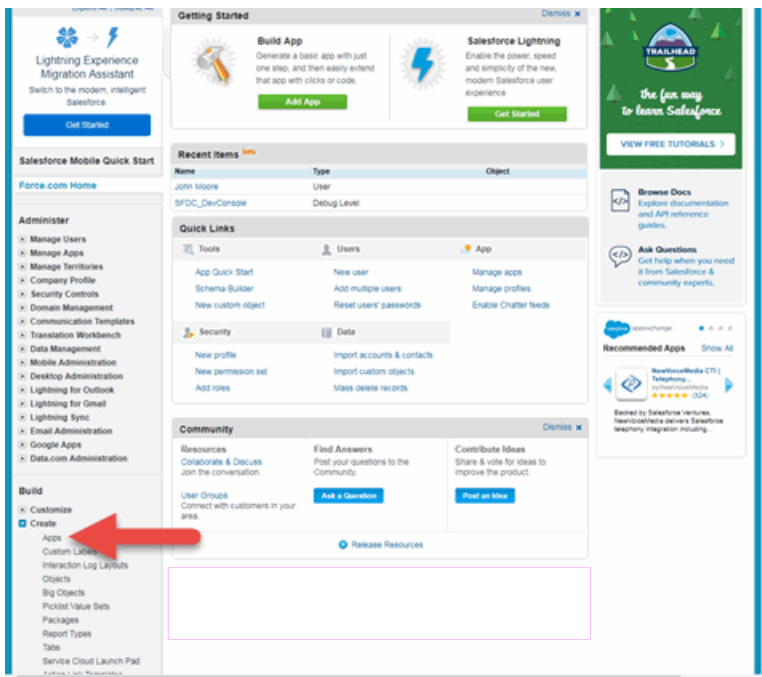 Lightning Experience
Migration Assistant
Switch to the modern, intelligent
Salesforce.
Get Started
Salesforce Mobile Quick Start
Force.com Home
Administer
Manage Users
Manage Apps
Manage Territories
Company Profile
Security Controls
Domain Management
Communication Templates
Translation Workbench
Data Management
Mobile Administration
Desktop Administration
Lightning for Outlook
Lightning for Gmail
Lightning Sync
Email Administration
Google Apps
Data.com Administration
Build
Customize
Create
Apps
Custom Labels
Interaction Log Layouts
Objects
Big Objects
Picklist Value Sets
Packages
Report Types
Tabs
Service Cloud Launch Pad
Action Link Templates
Getting Started
Dismiss x
Build App
Generate a basic app with just
one step, and then easily extend
that app with clicks or code.
Add App
Salesforce Lightning
Enable the power, speed
and simplicity of the new,
modern Salesforce user
experience
Get Started
Recent Items Beta
Name Type Object
John Moore User
SFDC_DevConsole Debug Level
Quick Links
Tools Users App
App Quick Start New user Manage apps
Schema Builder Add multiple users Manage profiles
New custom object Reset users' passwords Enable Chatter feeds
Security Data
New profile Import accounts & contacts
New permission set Import custom objects
Add roles Mass delete records
Community
Dismiss x
Resources
Collaborate & Discuss
Join the conversation.
User Groups
Connect with customers in your
area.
Find Answers
Post your questions to the
Community.
Ask a Question
Contribute Ideas
Share & vote for ideas to
improve the product.
Post an Idea
Release Resources
TRAILHEAD
the fun way
to learn Salesforce
VIEW FREE TUTORIALS >
Browse Docs
Explore documentation
and API reference
guides.
Ask Questions
Get help when you need
it from Salesforce &
community experts.
salesforce appexchange
Recommended Apps Show All
NewVoiceMedia CTI |
Telephony...
by NewVoiceMedia
(324)
Backed by Salesforce Ventures,
NewVoiceMedia delivers Salesforce
telephony integration including...